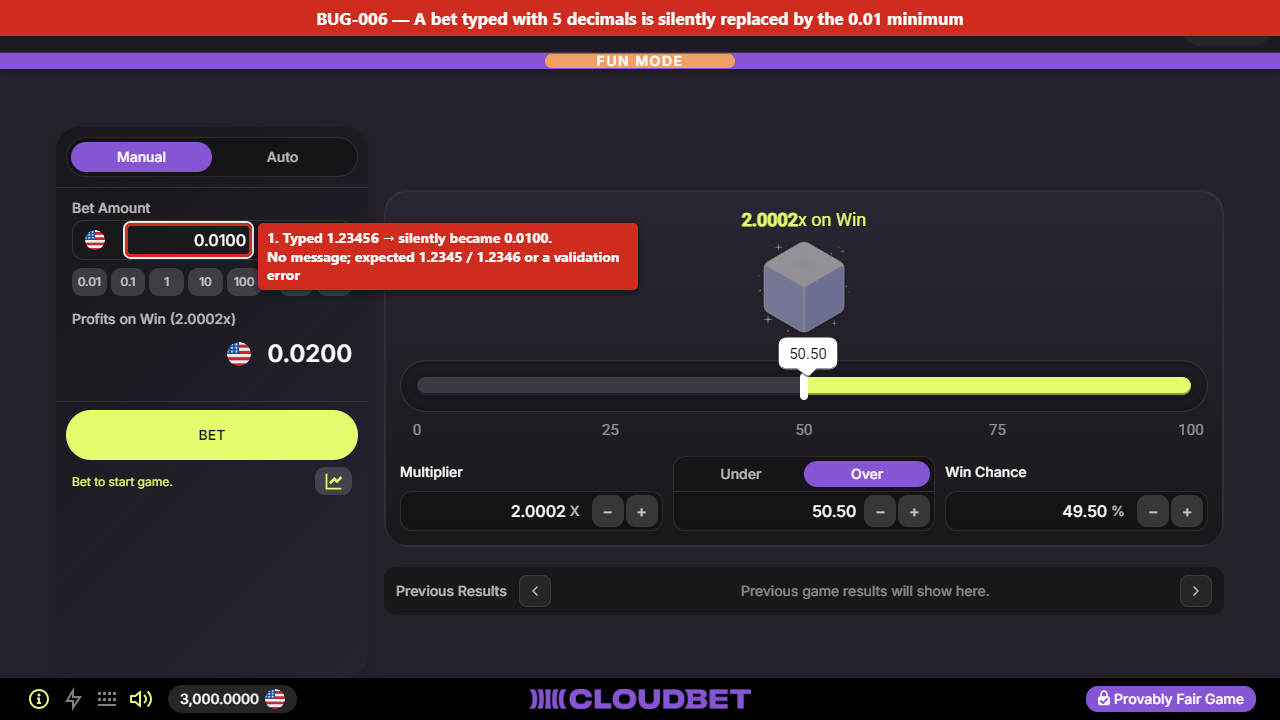 BUG-006 — A bet typed with 5 decimals is silently replaced by the 0.01 minimum
FUN MODE
Manual
Auto
Bet Amount
0.0100
1. Typed 1.23456 → silently became 0.0100.
No message; expected 1.2345 / 1.2346 or a validation
error
0.01
0.1
1
10
100
Profits on Win (2.0002x)
0.0200
BET
Bet to start game.
2.0002x on Win
50.50
0
25
50
75
100
Multiplier
Under
Over
Win Chance
2.0002 X − +
50.50 − +
49.50 % − +
Previous Results
Previous game results will show here.
3,000.0000
CLOUDBET
Provably Fair Game